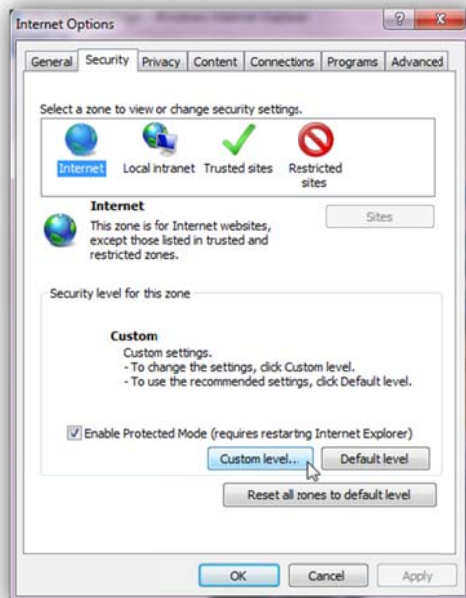 Internet Options
General Security Privacy Content Connections Programs Advanced
Select a zone to view or change security settings.
Internet Local intranet Trusted sites Restricted
sites
Internet
Sites
This zone is for Internet websites,
except those listed in trusted and
restricted zones.
Security level for this zone
Custom
Custom settings.
- To change the settings, click Custom level.
- To use the recommended settings, click Default level.
Enable Protected Mode (requires restarting Internet Explorer)
Custom level... Default level
Reset all zones to default level
OK Cancel Apply